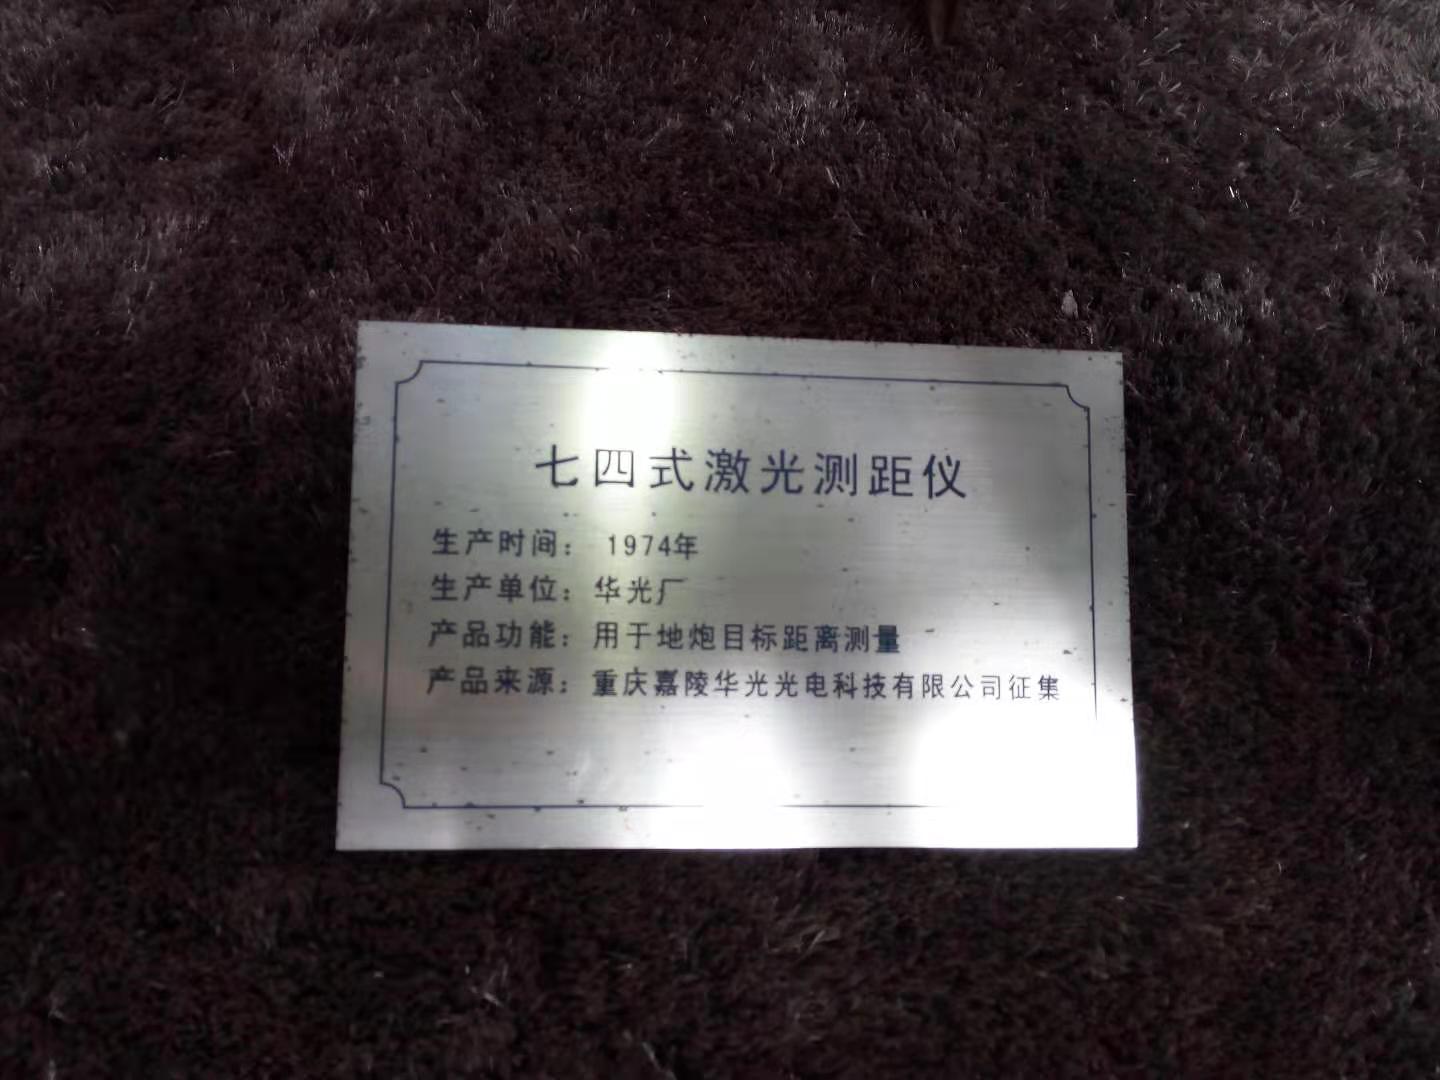 七四式激光测距仪
生产时间： 1974年
生产单位：华光厂
产品功能：用于地炮目标距离测量
产品来源：重庆嘉陵华光光电科技有限公司征集